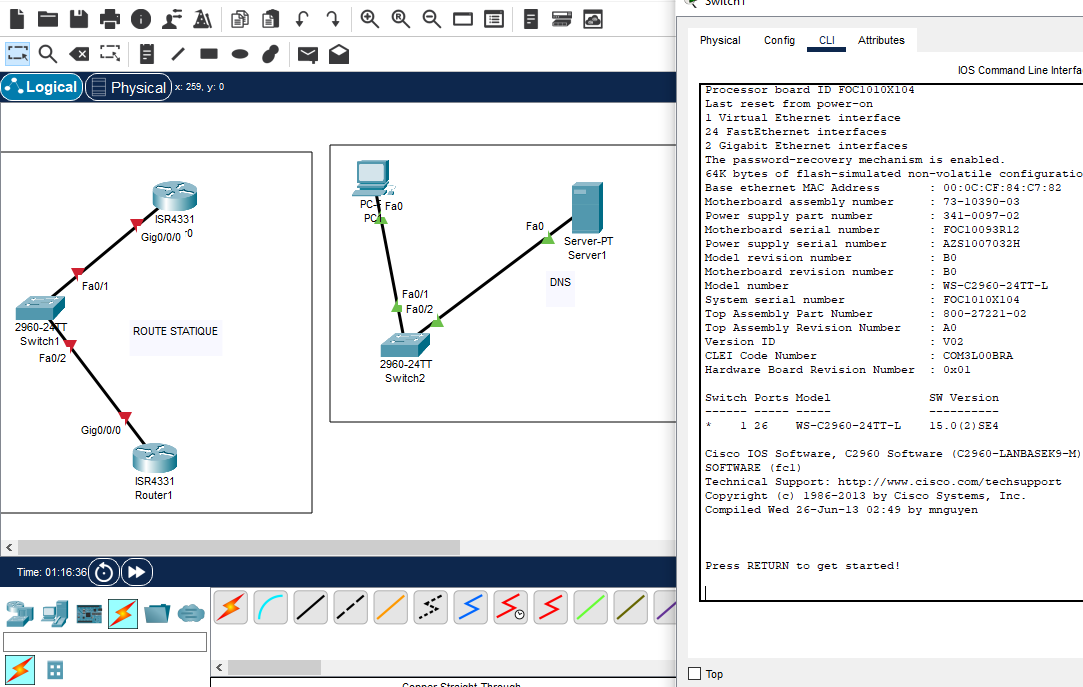 Switch1
Physical Config CLI Attributes
IOS Command Line Interfa
Logical
Physical
x: 259, y: 0
ISR4331
Gig0/0/0
Fa0/1
2960-24TT
Switch1
Fa0/2
ROUTE STATIQUE
Gig0/0/0
ISR4331
Router1
Fa0
PC1
Fa0
Server-PT
Server1
DNS
Fa0/1
Fa0/2
2960-24TT
Switch2
Processor board ID FOC1010X104
Last reset from power-on
1 Virtual Ethernet interface
24 FastEthernet interfaces
2 Gigabit Ethernet interfaces
The password-recovery mechanism is enabled.
64K bytes of flash-simulated non-volatile configuratio
Base ethernet MAC Address : 00:0C:CF:84:C7:82
Motherboard assembly number : 73-10390-03
Power supply part number : 341-0097-02
Motherboard serial number : FOC10093R12
Power supply serial number : AZS1007032H
Model revision number : B0
Motherboard revision number : B0
Model number : WS-C2960-24TT-L
System serial number : FOC1010X104
Top Assembly Part Number : 800-27221-02
Top Assembly Revision Number : A0
Version ID : V02
CLEI Code Number : COM3L00BRA
Hardware Board Revision Number : 0x01
Switch Ports Model SW Version
------ ----- ----- ----------
* 1 26 WS-C2960-24TT-L 15.0(2)SE4
Cisco IOS Software, C2960 Software (C2960-LANBASEK9-M)
SOFTWARE (fc1)
Technical Support: http://www.cisco.com/techsupport
Copyright (c) 1986-2013 by Cisco Systems, Inc.
Compiled Wed 26-Jun-13 02:49 by mnguyen
Press RETURN to get started!
Time: 01:16:36
Copper Straight-Through
Top